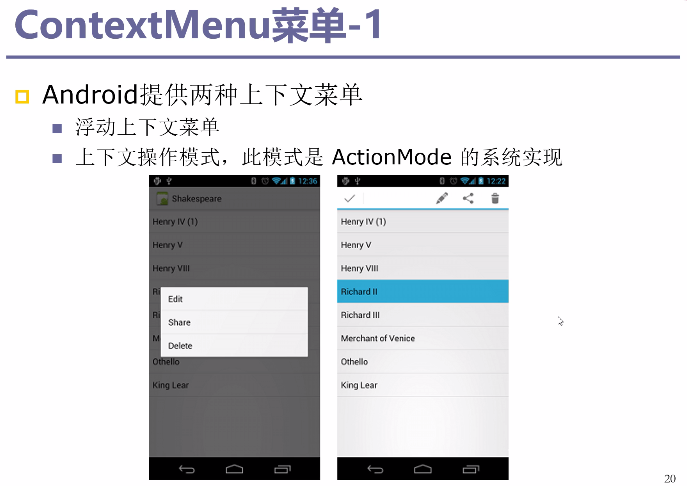 ContextMenu菜单-1
Android提供两种上下文菜单
浮动上下文菜单
上下文操作模式，此模式是 ActionMode 的系统实现
12:36
Shakespeare
Henry IV (1)
Henry V
Henry VIII
Ri
Edit
Ri
Share
M
Delete
Othello
King Lear
12:22
Henry IV (1)
Henry V
Henry VIII
Richard II
Richard III
Merchant of Venice
Othello
King Lear
20